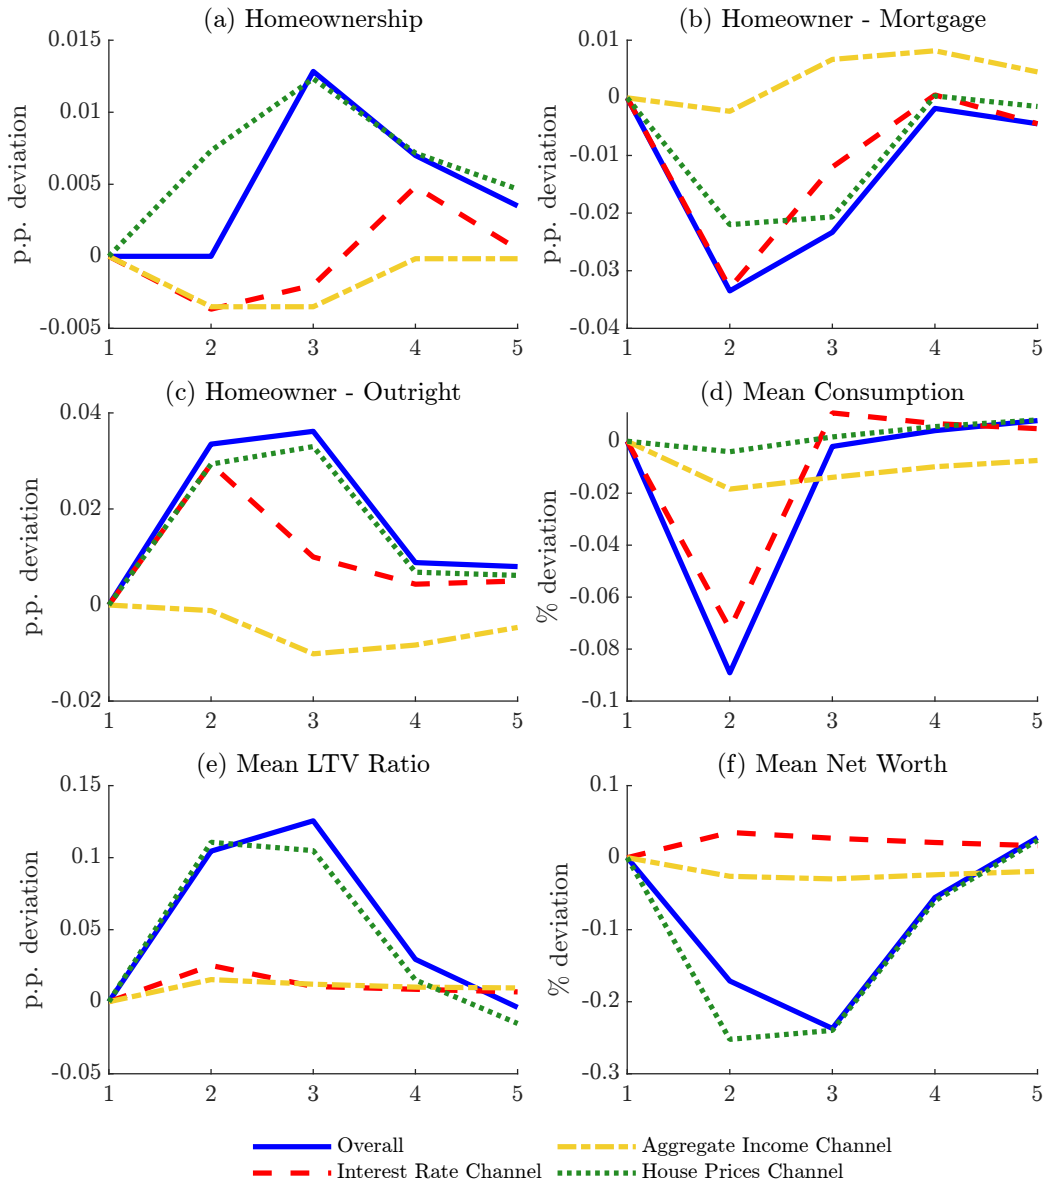 (a) Homeownership
0.015
0.01
0.005
0
-0.005
p.p. deviation
1 2 3 4 5
(b) Homeowner - Mortgage
0.01
0
-0.01
-0.02
-0.03
-0.04
p.p. deviation
1 2 3 4 5
(c) Homeowner - Outright
0.04
0.02
0
-0.02
p.p. deviation
1 2 3 4 5
(d) Mean Consumption
0
-0.02
-0.04
-0.06
-0.08
-0.1
% deviation
1 2 3 4 5
(e) Mean LTV Ratio
0.15
0.1
0.05
0
-0.05
p.p. deviation
1 2 3 4 5
(f) Mean Net Worth
0.1
0
-0.1
-0.2
-0.3
% deviation
1 2 3 4 5
Overall
Interest Rate Channel
Aggregate Income Channel
House Prices Channel